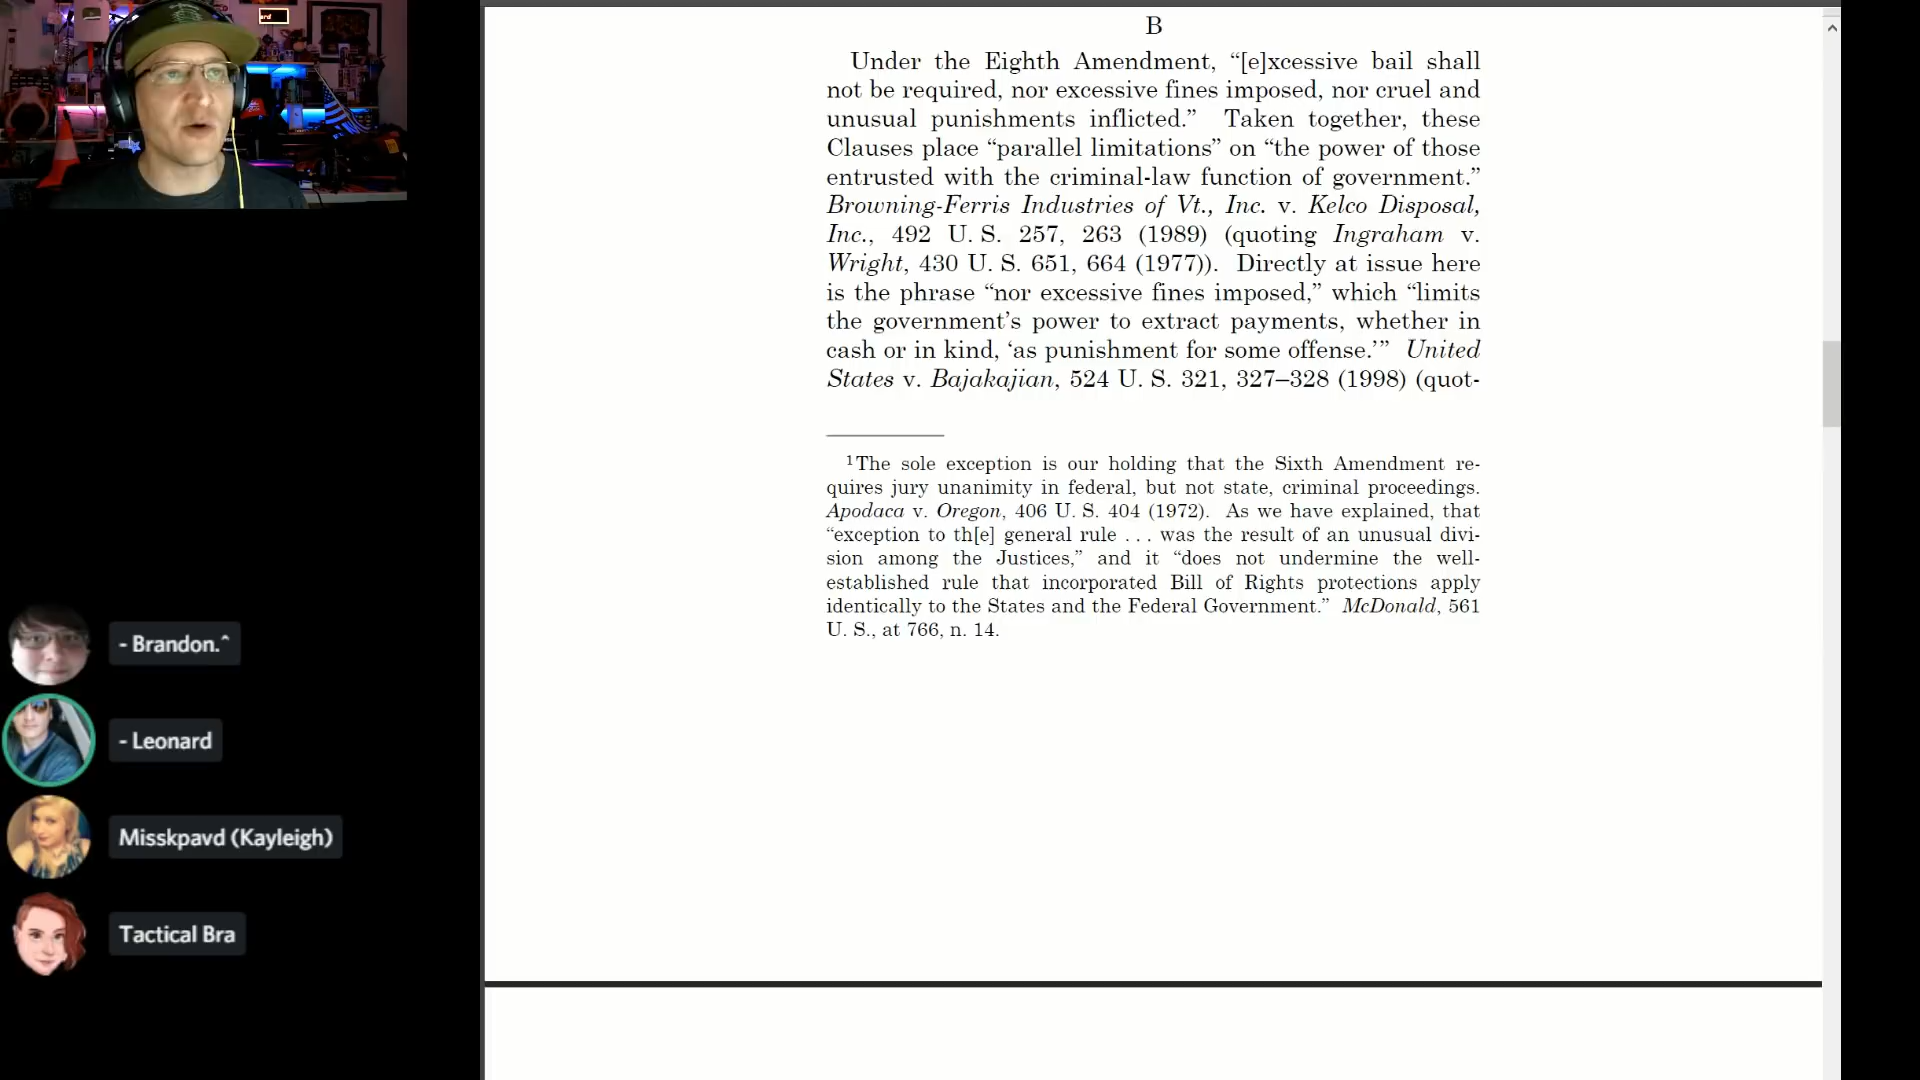 B
Under the Eighth Amendment, “[e]xcessive bail shall
not be required, nor excessive fines imposed, nor cruel and
unusual punishments inflicted.” Taken together, these
Clauses place “parallel limitations” on “the power of those
entrusted with the criminal-law function of government.”
Browning-Ferris Industries of Vt., Inc. v. Kelco Disposal,
Inc., 492 U. S. 257, 263 (1989) (quoting Ingraham v.
Wright, 430 U. S. 651, 664 (1977)). Directly at issue here
is the phrase “nor excessive fines imposed,” which “limits
the government’s power to extract payments, whether in
cash or in kind, ‘as punishment for some offense.’” United
States v. Bajakajian, 524 U. S. 321, 327–328 (1998) (quot-
1 The sole exception is our holding that the Sixth Amendment re-
quires jury unanimity in federal, but not state, criminal proceedings.
Apodaca v. Oregon, 406 U. S. 404 (1972). As we have explained, that
“exception to th[e] general rule . . . was the result of an unusual divi-
sion among the Justices,” and it “does not undermine the well-
established rule that incorporated Bill of Rights protections apply
identically to the States and the Federal Government.” McDonald, 561
U. S., at 766, n. 14.
- Brandon.^
- Leonard
Misskpavd (Kayleigh)
Tactical Bra